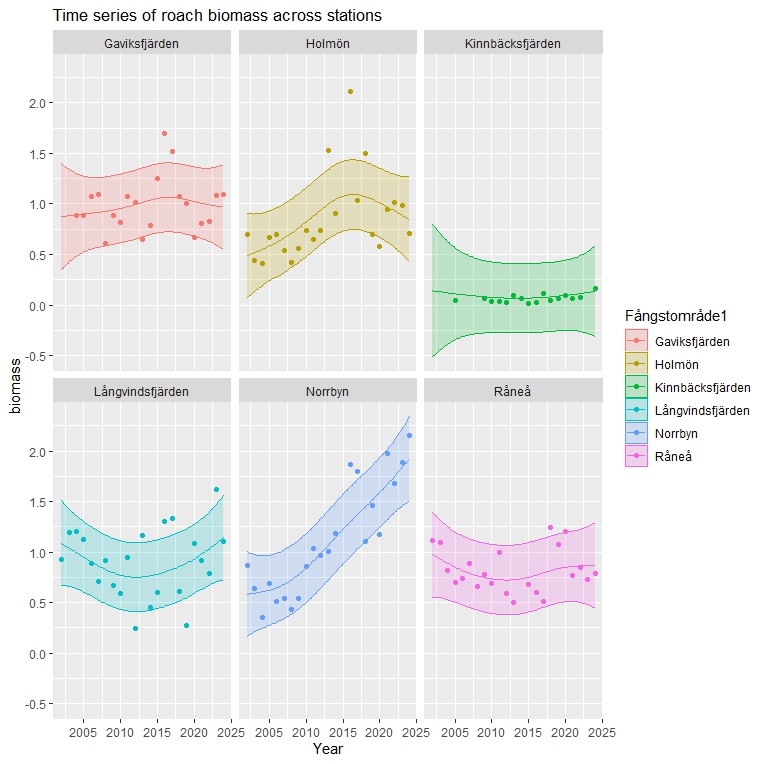 Time series of roach biomass across stations
Gaviksfjärden Holmön Kinnbäcksfjärden
2.0
1.5
1.0
0.5
0.0
-0.5
Långvindsfjärden Norrbyn Råneå
2.0
1.5
1.0
0.5
0.0
-0.5
2005 2010 2015 2020 2025 2005 2010 2015 2020 2025 2005 2010 2015 2020 2025
Year
biomass
Fångstområde1
Gaviksfjärden
Holmön
Kinnbäcksfjärden
Långvindsfjärden
Norrbyn
Råneå